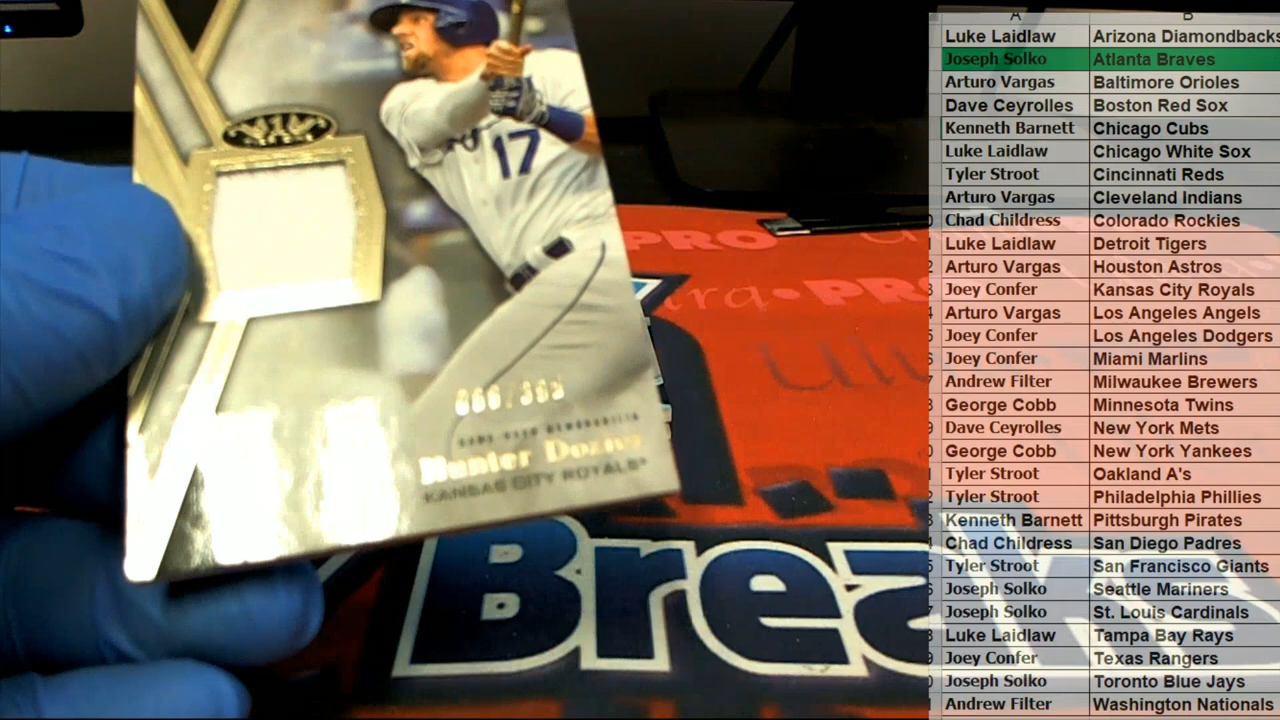 17
Hunter Dozier
KANSAS CITY ROYALS
PRO
PRO
Brea
A B
Luke Laidlaw Arizona Diamondbacks
Joseph Solko Atlanta Braves
Arturo Vargas Baltimore Orioles
Dave Ceyrolles Boston Red Sox
Kenneth Barnett Chicago Cubs
Luke Laidlaw Chicago White Sox
Tyler Stroot Cincinnati Reds
Arturo Vargas Cleveland Indians
Chad Childress Colorado Rockies
Luke Laidlaw Detroit Tigers
Arturo Vargas Houston Astros
Joey Confer Kansas City Royals
Arturo Vargas Los Angeles Angels
Joey Confer Los Angeles Dodgers
Joey Confer Miami Marlins
Andrew Filter Milwaukee Brewers
George Cobb Minnesota Twins
Dave Ceyrolles New York Mets
George Cobb New York Yankees
Tyler Stroot Oakland A's
Tyler Stroot Philadelphia Phillies
Kenneth Barnett Pittsburgh Pirates
Chad Childress San Diego Padres
Tyler Stroot San Francisco Giants
Joseph Solko Seattle Mariners
Joseph Solko St. Louis Cardinals
Luke Laidlaw Tampa Bay Rays
Joey Confer Texas Rangers
Joseph Solko Toronto Blue Jays
Andrew Filter Washington Nationals